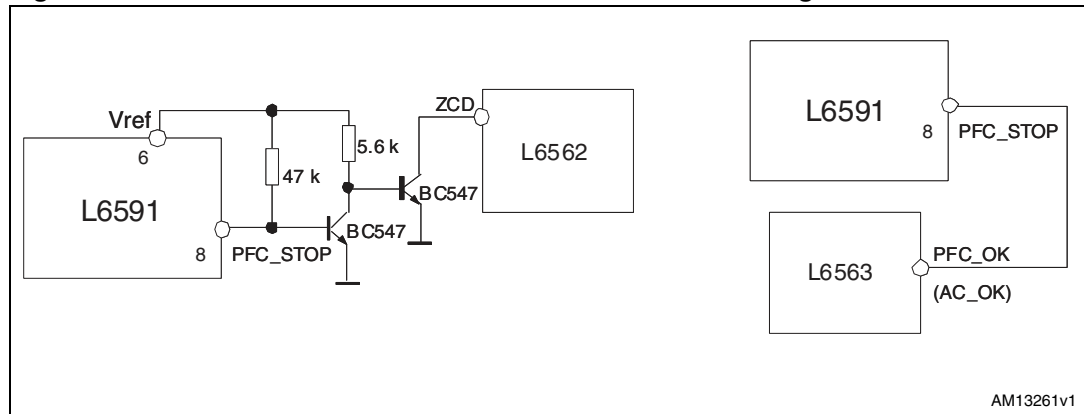 Vref
6
47 k
5.6 k
L6591
8
PFC_STOP
BC547
BC547
ZCD
L6562
L6591
8
PFC_STOP
L6563
PFC_OK
(AC_OK)
AM13261v1